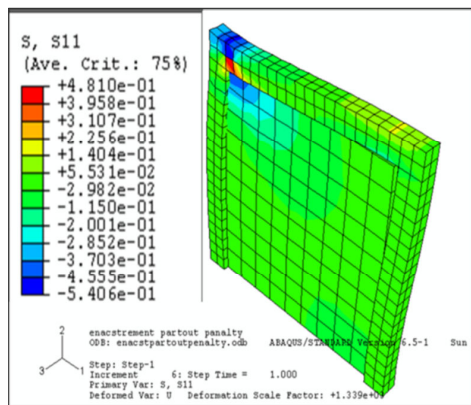 S, S11
(Ave. Crit.: 75%)
+4.810e-01
+3.958e-01
+3.107e-01
+2.256e-01
+1.404e-01
+5.531e-02
-2.982e-02
-1.150e-01
-2.001e-01
-2.852e-01
-3.703e-01
-4.555e-01
-5.406e-01
2
3
1
enacstrement partout panalty
ODB: enacstpartoutpenalty.odb ABAQUS/STANDARD Version 6.5-1 Sun
Step: Step-1
Increment 6: Step Time = 1.000
Primary Var: S, S11
Deformed Var: U Deformation Scale Factor: +1.339e+0